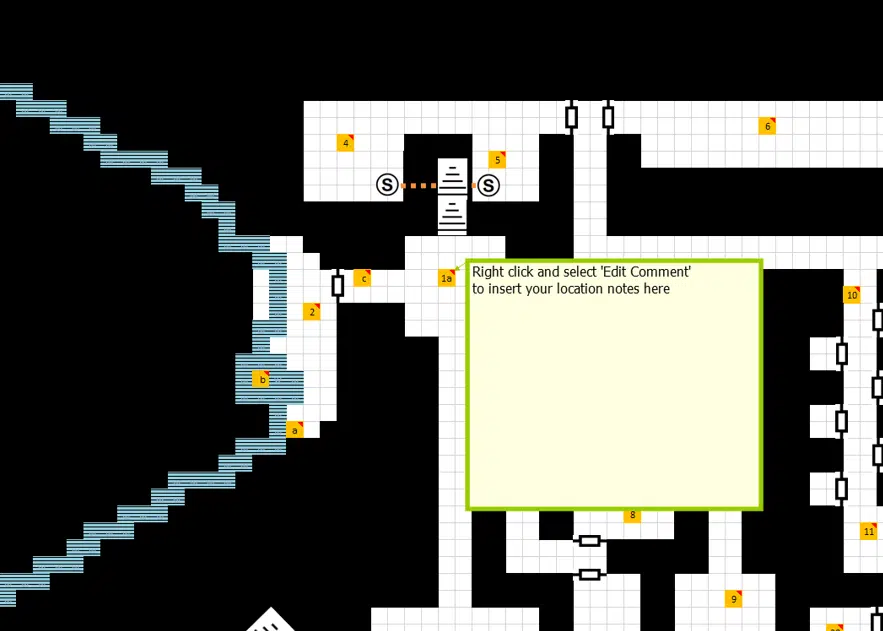 6
4
5
S
S
c
1a
Right click and select 'Edit Comment'
to insert your location notes here
10
2
b
a
8
11
9